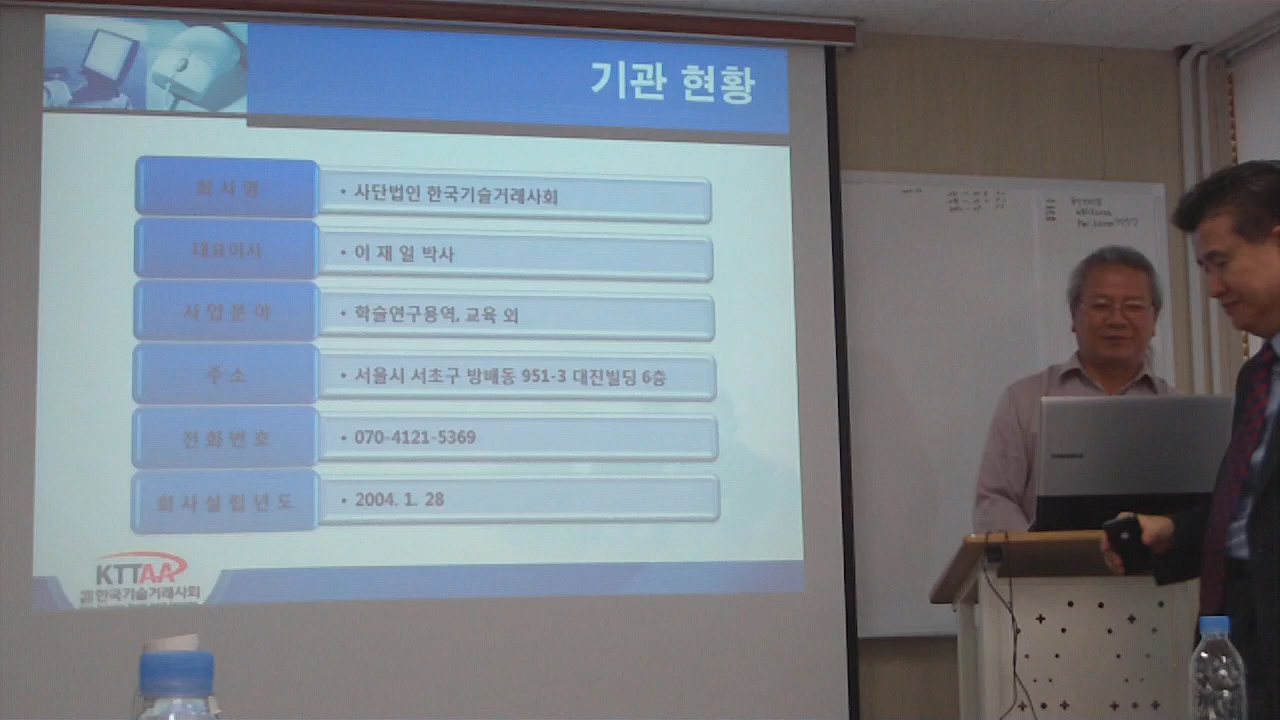 기관 현황
회 사 명
• 사단법인 한국기술거래사회
대표이사
• 이 재 일 박사
사 업 분 야
• 학술연구용역, 교육 외
주 소
• 서울시 서초구 방배동 951-3 대진빌딩 6층
전 화 번 호
• 070-4121-5369
회 사 설 립 년 도
• 2004. 1. 28
KTTAA
한국기술거래사회
SAMSUNG